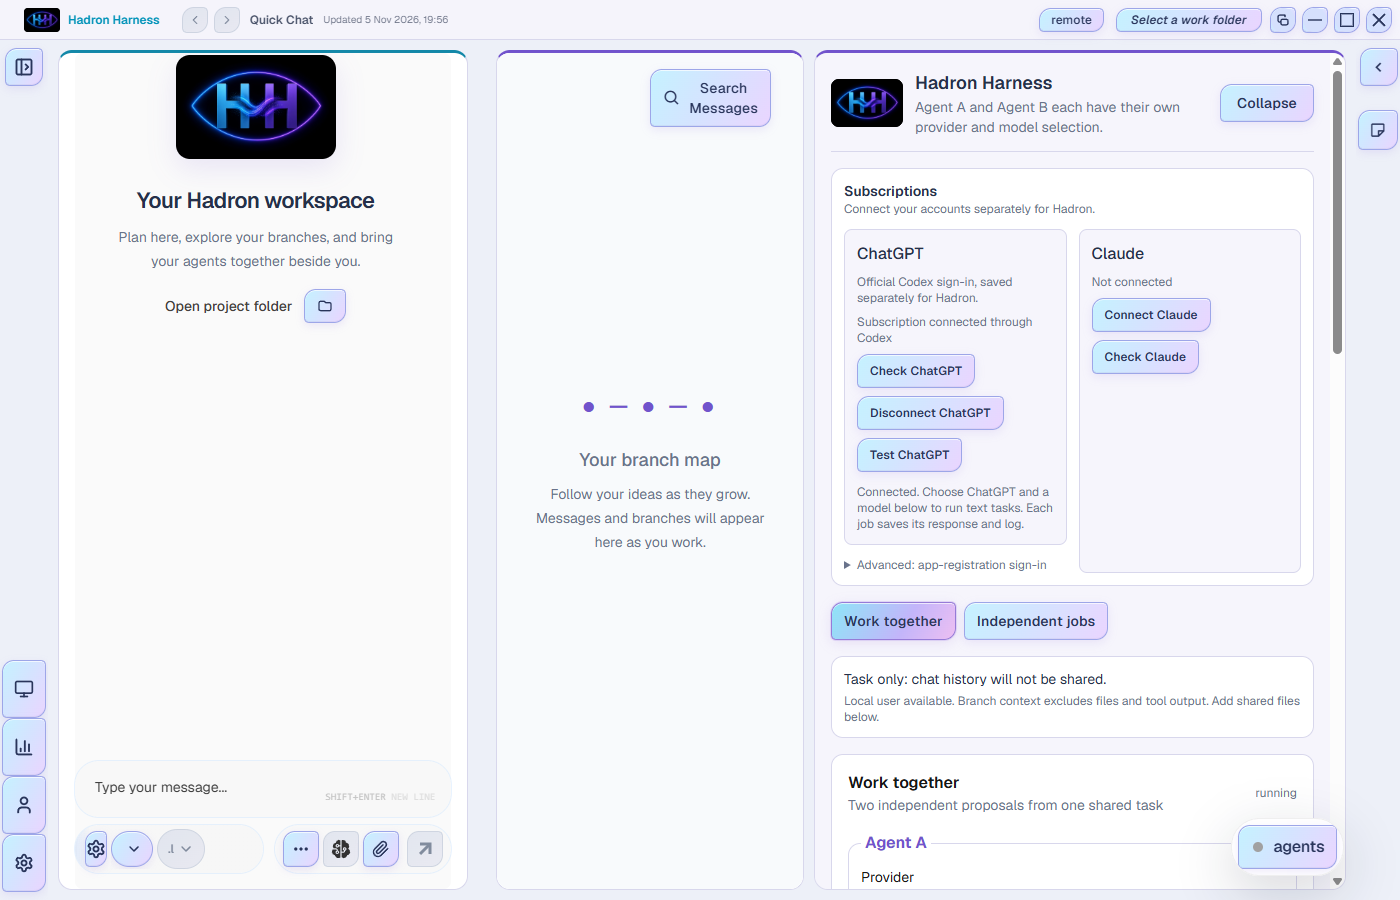 Hadron Harness
Quick Chat
Updated 5 Nov 2026, 19:56
remote
Select a work folder
Your Hadron workspace
Plan here, explore your branches, and bring
your agents together beside you.
Open project folder
Type your message...
SHIFT+ENTER NEW LINE
.l
Search
Messages
Your branch map
Follow your ideas as they grow.
Messages and branches will appear
here as you work.
Hadron Harness
Agent A and Agent B each have their own
provider and model selection.
Collapse
Subscriptions
Connect your accounts separately for Hadron.
ChatGPT
Official Codex sign-in, saved
separately for Hadron.
Subscription connected through
Codex
Check ChatGPT
Disconnect ChatGPT
Test ChatGPT
Connected. Choose ChatGPT and a
model below to run text tasks. Each
job saves its response and log.
Advanced: app-registration sign-in
Claude
Not connected
Connect Claude
Check Claude
Work together
Independent jobs
Task only: chat history will not be shared.
Local user available. Branch context excludes files and tool output. Add shared files
below.
Work together
Two independent proposals from one shared task
running
Agent A
Provider
agents